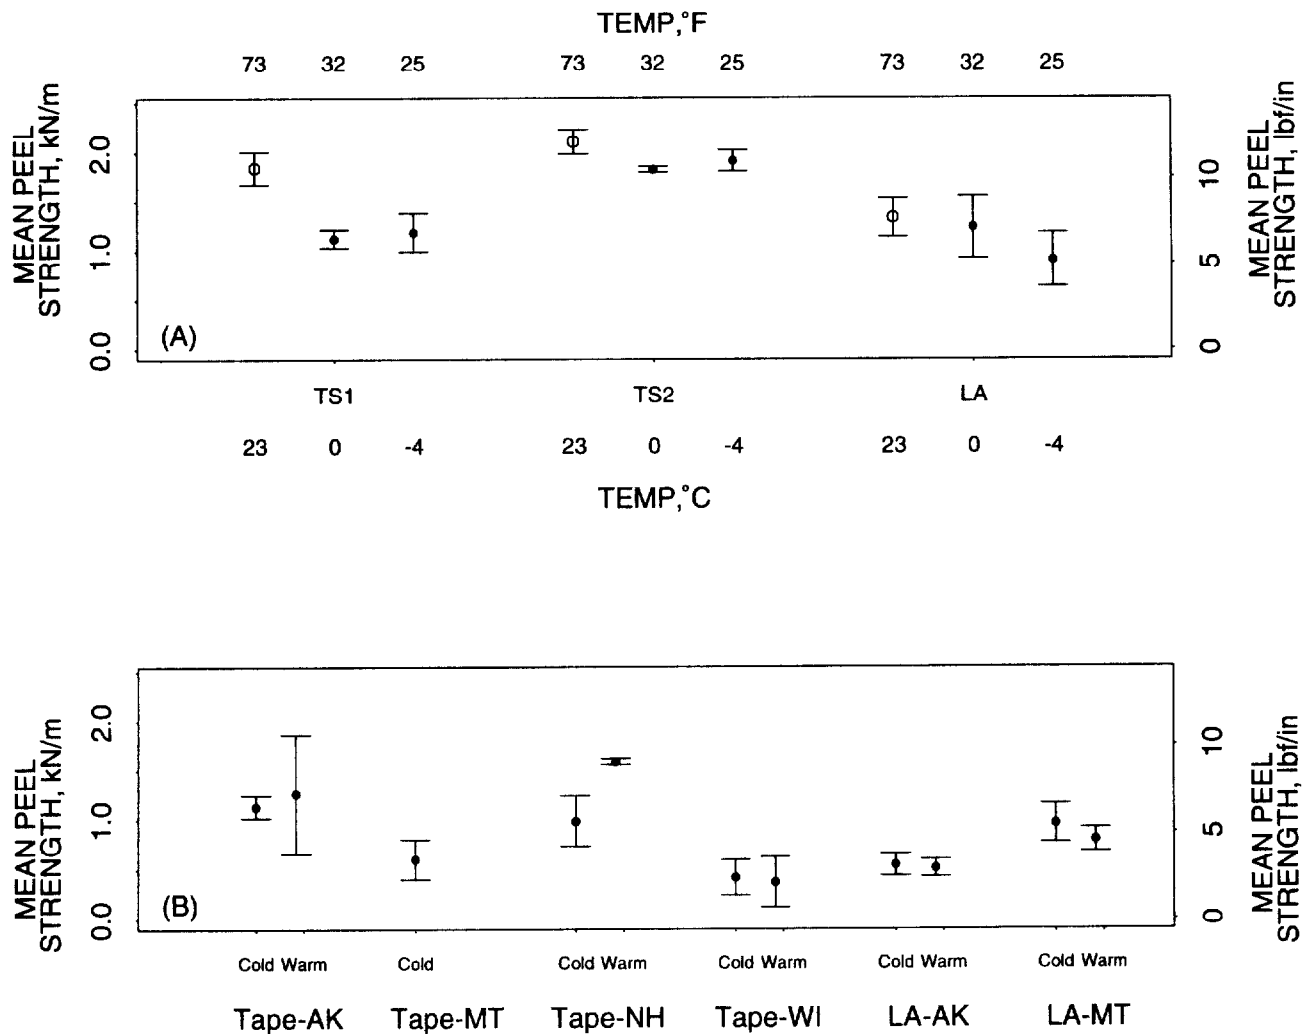 TEMP,°F
73 32 25 73 32 25 73 32 25
MEAN PEEL
STRENGTH, kN/m
0.0 1.0 2.0
(A)
0 5 10
MEAN PEEL
STRENGTH, lbf/in
TS1 TS2 LA
23 0 -4 23 0 -4 23 0 -4
TEMP,°C
MEAN PEEL
STRENGTH, kN/m
0.0 1.0 2.0
(B)
0 5 10
MEAN PEEL
STRENGTH, lbf/in
Cold Warm Cold Cold Warm Cold Warm Cold Warm Cold Warm
Tape-AK Tape-MT Tape-NH Tape-WI LA-AK LA-MT